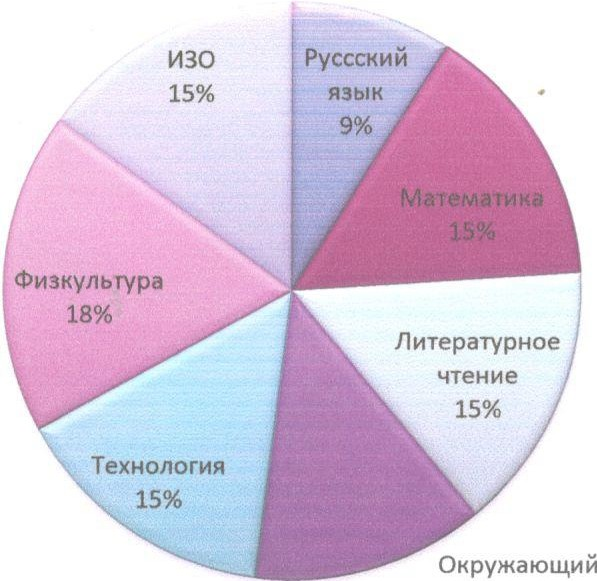 ИЗО
15%
Руссский
язык
9%
Математика
15%
Литературное
чтение
15%
Окружающий
Технология
15%
Физкультура
18%